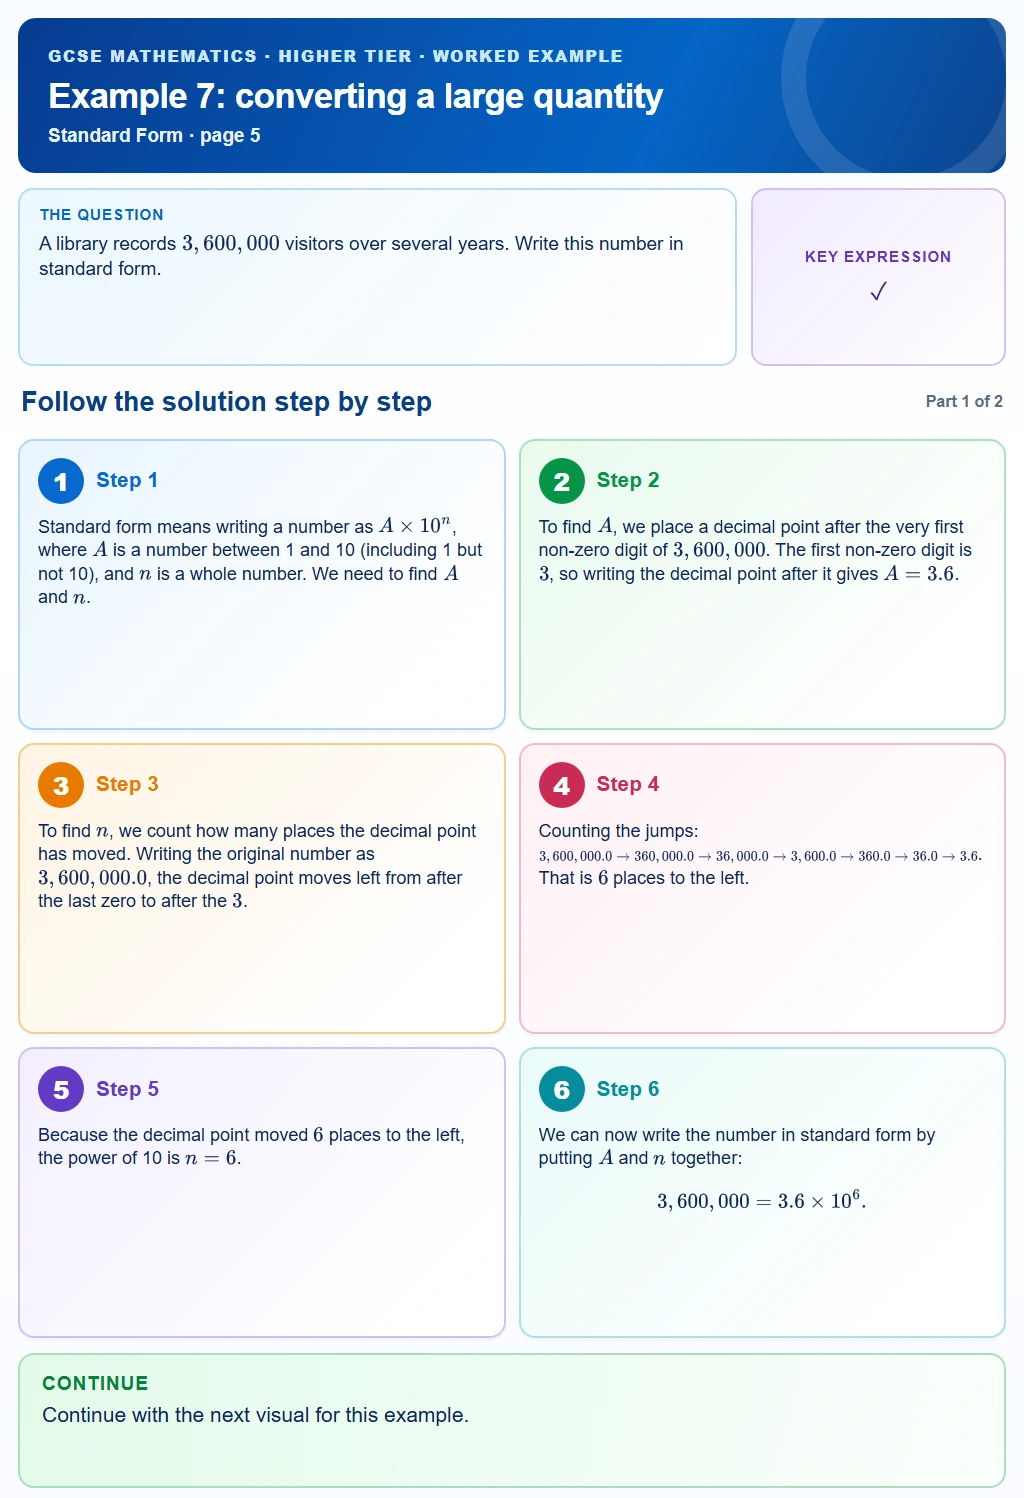 GCSE MATHEMATICS · HIGHER TIER · WORKED EXAMPLE
Example 7: converting a large quantity
Standard Form · page 5
THE QUESTION
A library records 3,600,000 visitors over several years. Write this number in
standard form.
KEY EXPRESSION
✓
Follow the solution step by step
Part 1 of 2
1 Step 1
Standard form means writing a number as A × 10ⁿ,
where A is a number between 1 and 10 (including 1 but
not 10), and n is a whole number. We need to find A
and n.
2 Step 2
To find A, we place a decimal point after the very first
non-zero digit of 3,600,000. The first non-zero digit is
3, so writing the decimal point after it gives A = 3.6.
3 Step 3
To find n, we count how many places the decimal point
has moved. Writing the original number as
3,600,000.0, the decimal point moves left from after
the last zero to after the 3.
4 Step 4
Counting the jumps:
3,600,000.0 → 360,000.0 → 36,000.0 → 3,600.0 → 360.0 → 36.0 → 3.6.
That is 6 places to the left.
5 Step 5
Because the decimal point moved 6 places to the left,
the power of 10 is n = 6.
6 Step 6
We can now write the number in standard form by
putting A and n together:
3,600,000 = 3.6 × 10⁶.
CONTINUE
Continue with the next visual for this example.